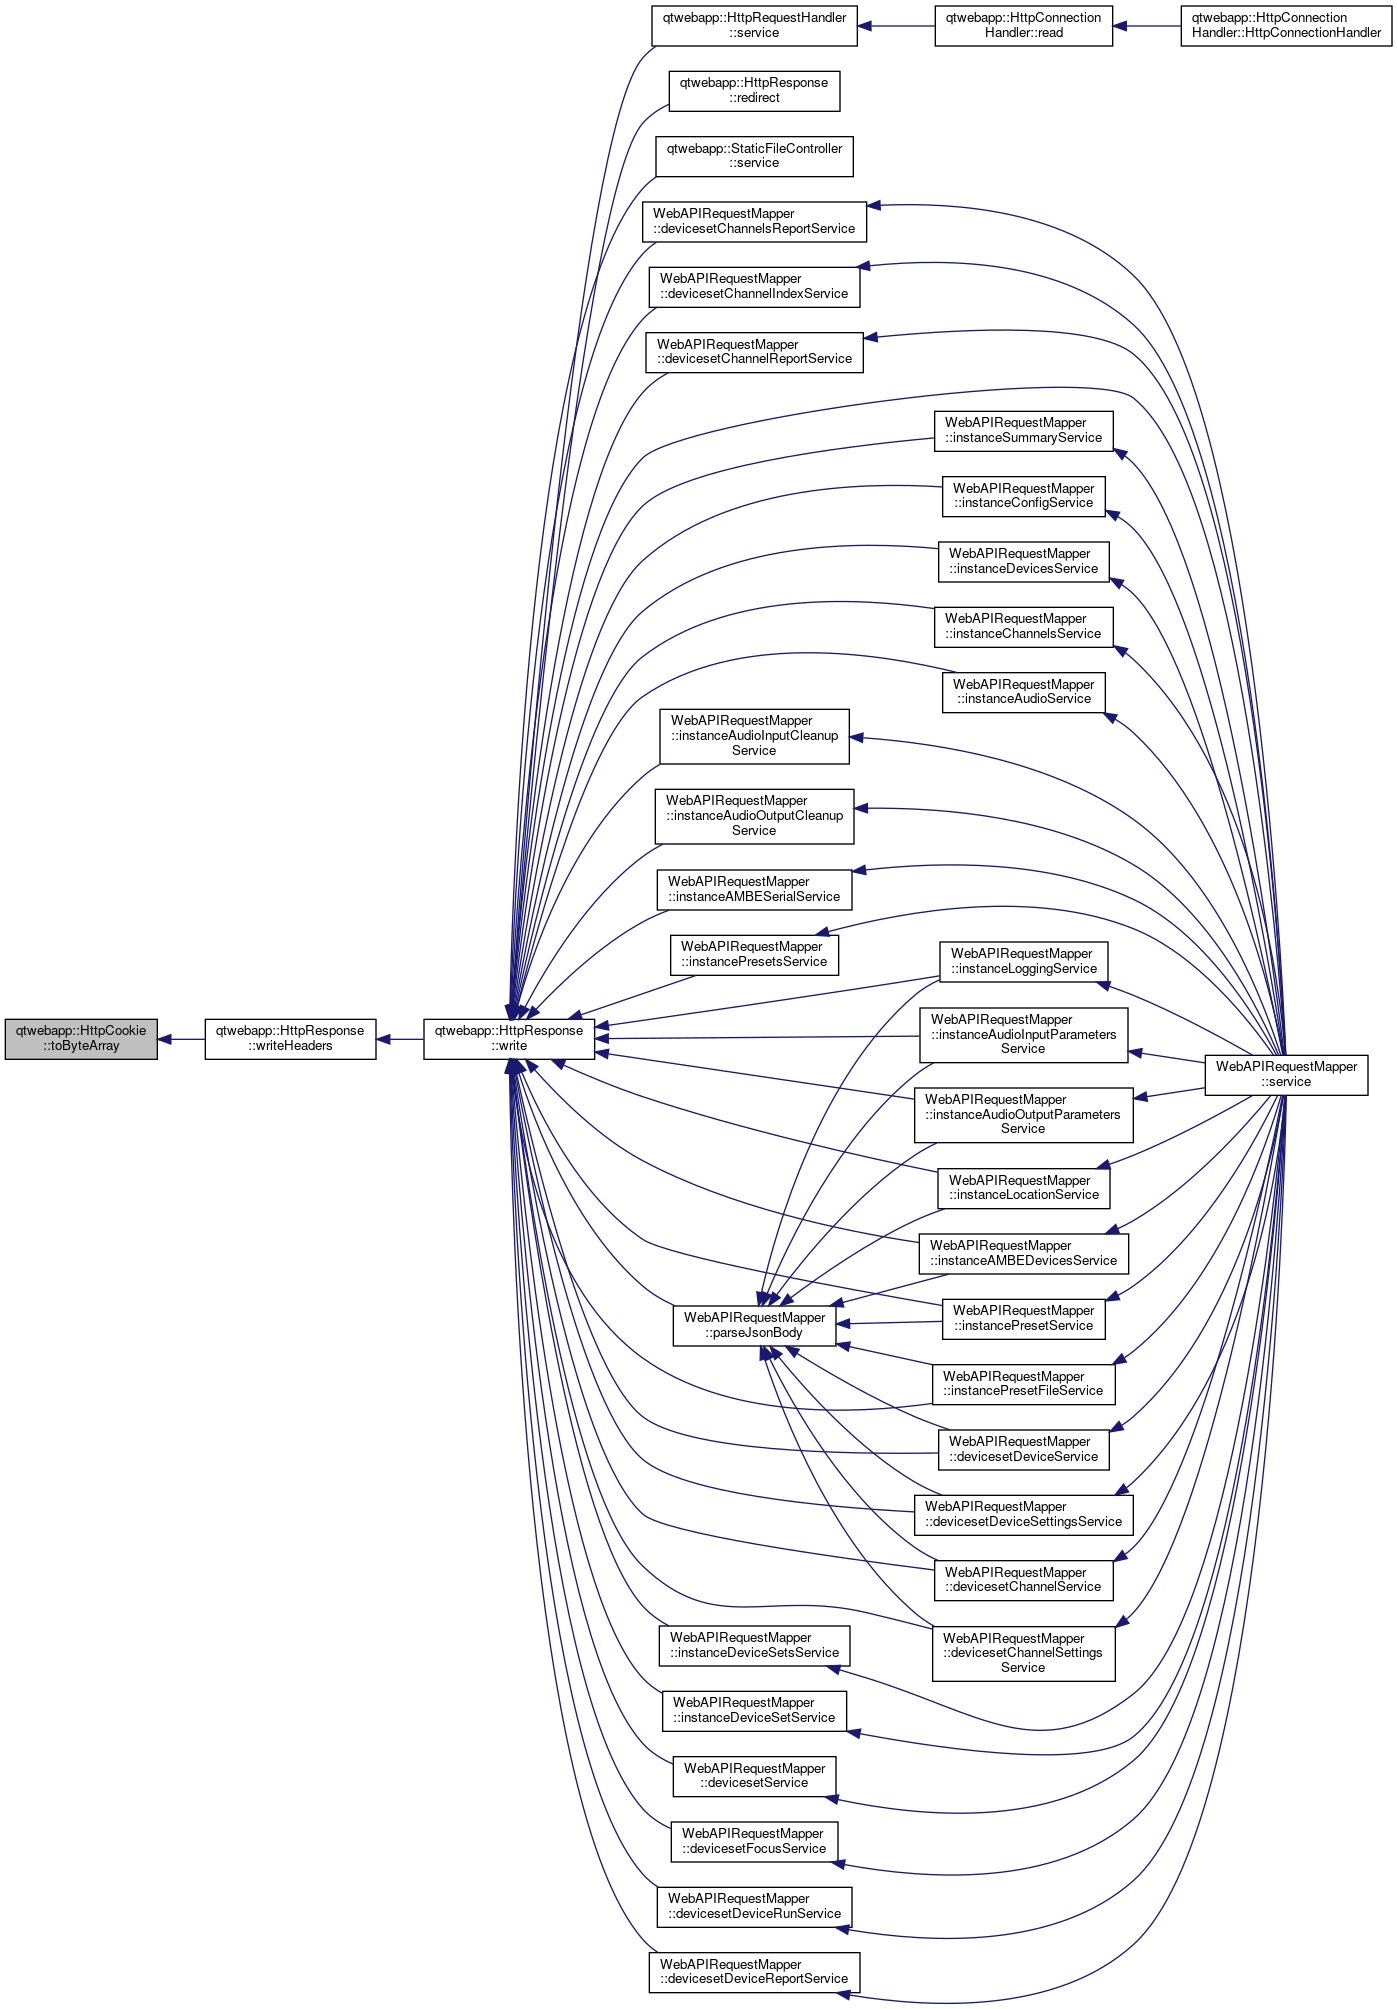 qtwebapp::HttpRequestHandler
::service
qtwebapp::HttpConnection
Handler::read
qtwebapp::HttpConnection
Handler::HttpConnectionHandler
qtwebapp::HttpResponse
::redirect
qtwebapp::StaticFileController
::service
WebAPIRequestMapper
::devicesetChannelsReportService
WebAPIRequestMapper
::devicesetChannelIndexService
WebAPIRequestMapper
::devicesetChannelReportService
WebAPIRequestMapper
::instanceSummaryService
WebAPIRequestMapper
::instanceConfigService
WebAPIRequestMapper
::instanceDevicesService
WebAPIRequestMapper
::instanceChannelsService
WebAPIRequestMapper
::instanceAudioService
WebAPIRequestMapper
::instanceAudioInputCleanup
Service
WebAPIRequestMapper
::instanceAudioOutputCleanup
Service
WebAPIRequestMapper
::instanceAMBESerialService
WebAPIRequestMapper
::instancePresetsService
WebAPIRequestMapper
::instanceLoggingService
qtwebapp::HttpCookie
::toByteArray
qtwebapp::HttpResponse
::writeHeaders
qtwebapp::HttpResponse
::write
WebAPIRequestMapper
::instanceAudioInputParameters
Service
WebAPIRequestMapper
::service
WebAPIRequestMapper
::instanceAudioOutputParameters
Service
WebAPIRequestMapper
::instanceLocationService
WebAPIRequestMapper
::instanceAMBEDevicesService
WebAPIRequestMapper
::parseJsonBody
WebAPIRequestMapper
::instancePresetService
WebAPIRequestMapper
::instancePresetFileService
WebAPIRequestMapper
::devicesetDeviceService
WebAPIRequestMapper
::devicesetDeviceSettingsService
WebAPIRequestMapper
::devicesetChannelService
WebAPIRequestMapper
::devicesetChannelSettings
Service
WebAPIRequestMapper
::instanceDeviceSetsService
WebAPIRequestMapper
::instanceDeviceSetService
WebAPIRequestMapper
::devicesetService
WebAPIRequestMapper
::devicesetFocusService
WebAPIRequestMapper
::devicesetDeviceRunService
WebAPIRequestMapper
::devicesetDeviceReportService